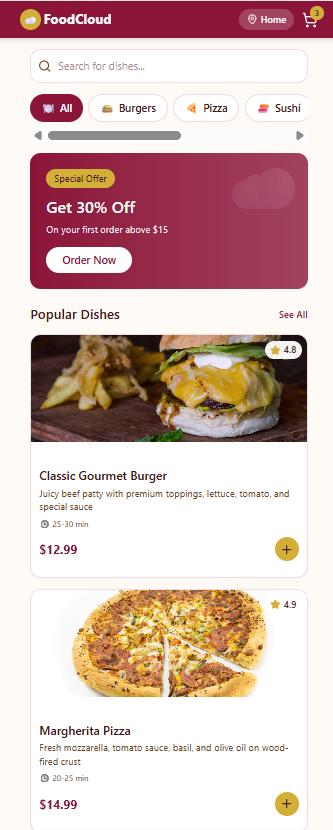 FoodCloud
Home
3
Search for dishes...
All
Burgers
Pizza
Sushi
Special Offer
Get 30% Off
On your first order above $15
Order Now
Popular Dishes
See All
4.8
Classic Gourmet Burger
Juicy beef patty with premium toppings, lettuce, tomato, and
special sauce
25-30 min
$12.99
4.9
Margherita Pizza
Fresh mozzarella, tomato sauce, basil, and olive oil on wood-
fired crust
20-25 min
$14.99